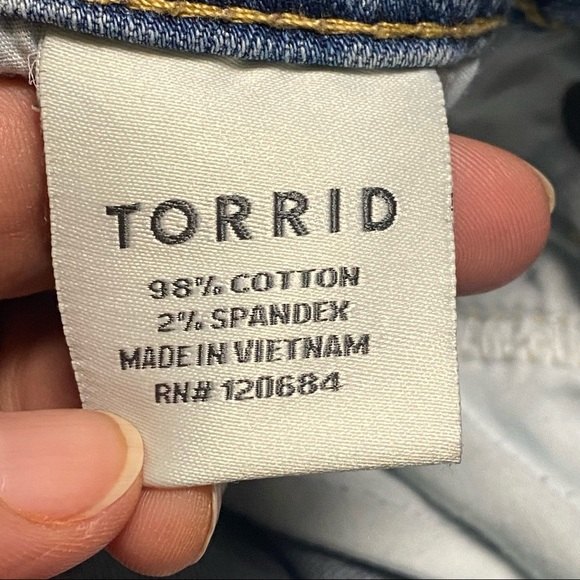 TORRID
98% COTTON
2% SPANDEX
MADE IN VIETNAM
RN# 120684